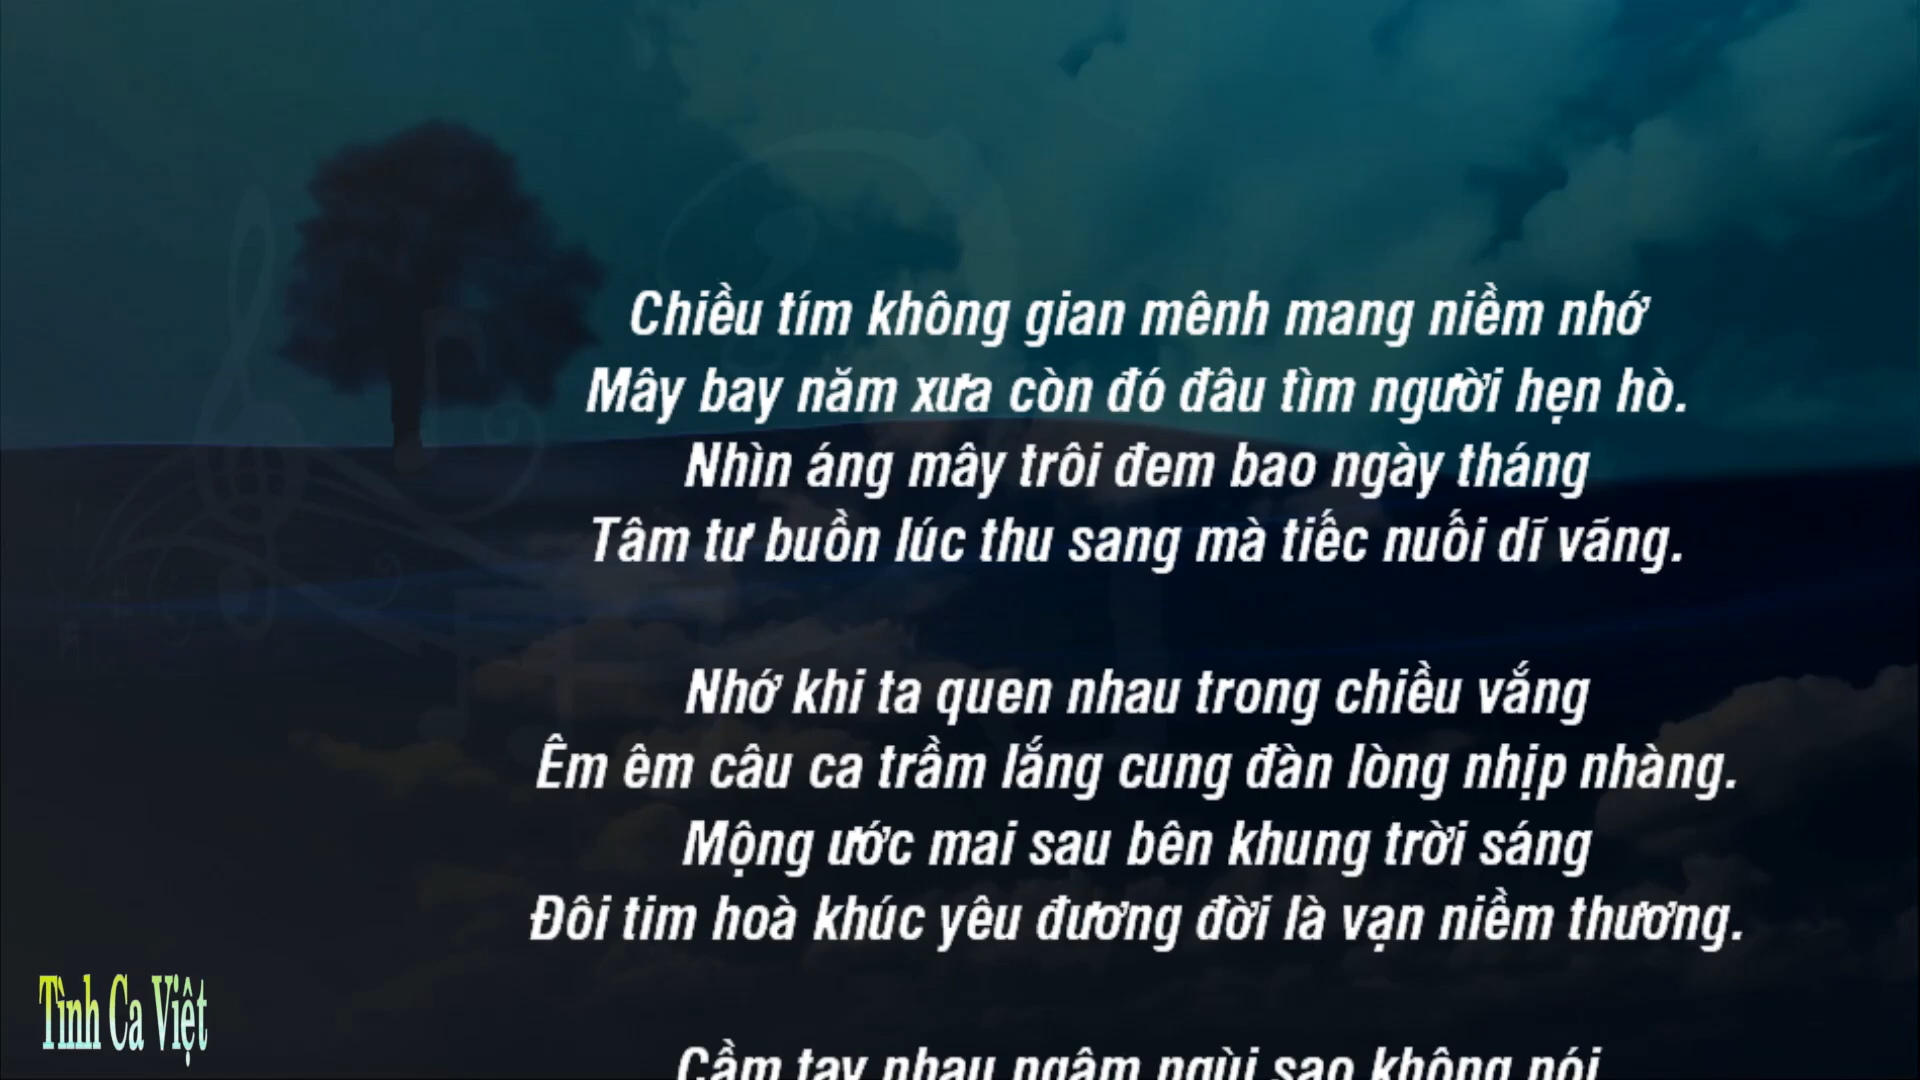 Chiều tím không gian mênh mang niềm nhớ
Mây bay năm xưa còn đó đâu tìm người hẹn hò.
Nhìn áng mây trôi đem bao ngày tháng
Tâm tư buồn lúc thu sang mà tiếc nuối dĩ vãng.
Nhớ khi ta quen nhau trong chiều vắng
Êm êm câu ca trầm lắng cung đàn lòng nhịp nhàng.
Mộng ước mai sau bên khung trời sáng
Đôi tim hoà khúc yêu đương đời là vạn niềm thương.
Cầm tay nhau ngậm ngùi sao không nói
Tình Ca Việt